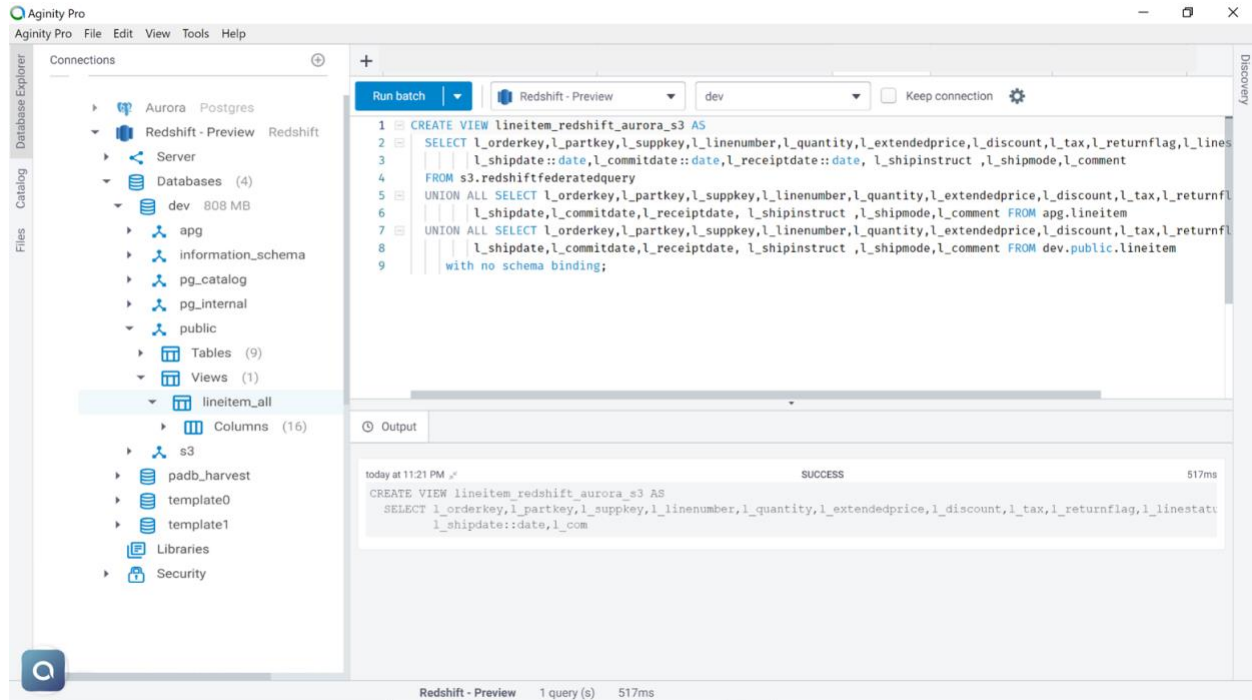 Aginity Pro
Aginity Pro File Edit View Tools Help
Database Explorer
Catalog
Files
Connections
Aurora Postgres
Redshift - Preview Redshift
Server
Databases (4)
dev 808 MB
apg
information_schema
pg_catalog
pg_internal
public
Tables (9)
Views (1)
lineitem_all
Columns (16)
s3
padb_harvest
template0
template1
Libraries
Security
Run batch
Redshift - Preview
dev
Keep connection
Discovery
1 CREATE VIEW lineitem_redshift_aurora_s3 AS
2 SELECT l_orderkey,l_partkey,l_suppkey,l_linenumber,l_quantity,l_extendedprice,l_discount,l_tax,l_returnflag,l_lines
3 l_shipdate::date,l_commitdate::date,l_receiptdate::date, l_shipinstruct ,l_shipmode,l_comment
4 FROM s3.redshiftfederatedquery
5 UNION ALL SELECT l_orderkey,l_partkey,l_suppkey,l_linenumber,l_quantity,l_extendedprice,l_discount,l_tax,l_returnfl
6 l_shipdate,l_commitdate,l_receiptdate, l_shipinstruct ,l_shipmode,l_comment FROM apg.lineitem
7 UNION ALL SELECT l_orderkey,l_partkey,l_suppkey,l_linenumber,l_quantity,l_extendedprice,l_discount,l_tax,l_returnfl
8 l_shipdate,l_commitdate,l_receiptdate, l_shipinstruct ,l_shipmode,l_comment FROM dev.public.lineitem
9 with no schema binding;
Output
today at 11:21 PM SUCCESS 517ms
CREATE VIEW lineitem_redshift_aurora_s3 AS
SELECT l_orderkey,l_partkey,l_suppkey,l_linenumber,l_quantity,l_extendedprice,l_discount,l_tax,l_returnflag,l_linestatu
l_shipdate::date,l_com
Redshift - Preview 1 query (s) 517ms